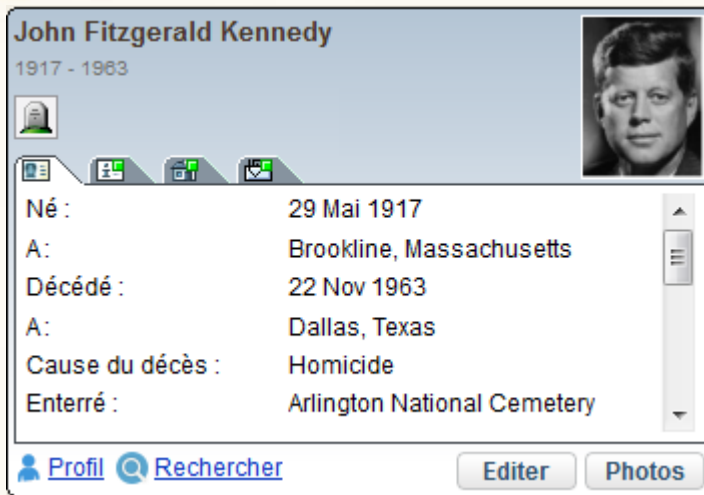 John Fitzgerald Kennedy
1917 - 1963
Né : 29 Mai 1917
A: Brookline, Massachusetts
Décédé : 22 Nov 1963
A: Dallas, Texas
Cause du décès : Homicide
Enterré : Arlington National Cemetery
Profil Rechercher Editer Photos